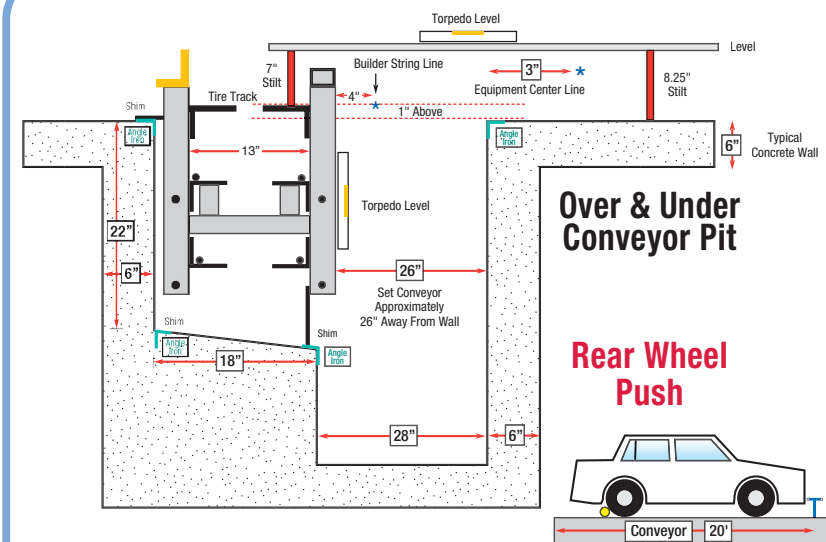 Torpedo Level
Level
7"
Stilt
Builder String Line
3”
*
8.25"
Stilt
Equipment Center Line
4"
*
Tire Track
Shim
1" Above
Angle
Iron
Angle
Iron
6”
Typical
Concrete Wall
13”
Torpedo Level
Over & Under
Conveyor Pit
22”
6”
26”
Set Conveyor
Approximately
26" Away From Wall
Shim
Shim
Angle
Iron
Angle
Iron
18”
Rear Wheel
Push
28”
6”
Conveyor
20'